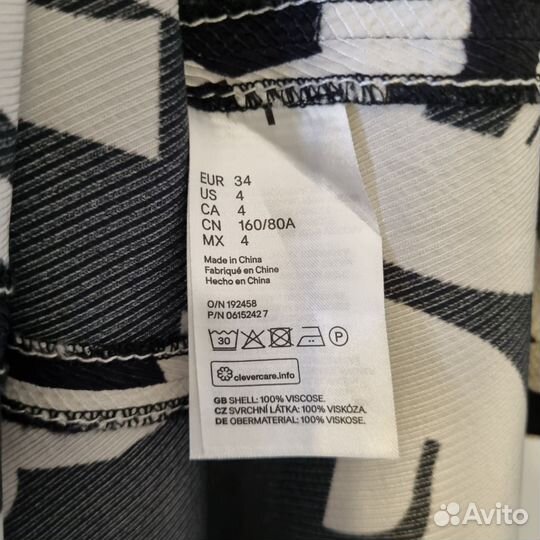 EUR 34
US 4
CA 4
CN 160/80A
MX 4
Made in China
Fabriqué en Chine
Hecho en China
O/N 192458
P/N 06152427
30 P
clevercare.info
GB SHELL: 100% VISCOSE.
CZ SVRCHNÍ LÁTKA: 100% VISKÓZA.
DE OBERMATERIAL: 100% VISKOSE.
Avito